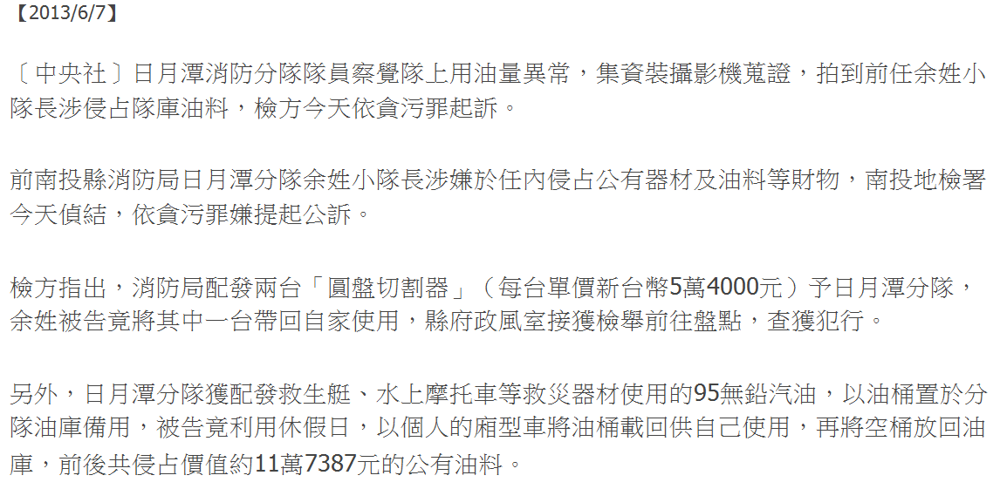 【2013/6/7】
〔中央社〕日月潭消防分隊隊員察覺隊上用油量異常，集資裝攝影機蒐證，拍到前任余姓小
隊長涉侵占隊庫油料，檢方今天依貪污罪起訴。
前南投縣消防局日月潭分隊余姓小隊長涉嫌於任內侵占公有器材及油料等財物，南投地檢署
今天偵結，依貪污罪嫌提起公訴。
檢方指出，消防局配發兩台「圓盤切割器」（每台單價新台幣5萬4000元）予日月潭分隊，
余姓被告竟將其中一台帶回自家使用，縣府政風室接獲檢舉前往盤點，查獲犯行。
另外，日月潭分隊獲配發救生艇、水上摩托車等救災器材使用的95無鉛汽油，以油桶置於分
隊油庫備用，被告竟利用休假日，以個人的廂型車將油桶載回供自己使用，再將空桶放回油
庫，前後共侵占價值約11萬7387元的公有油料。